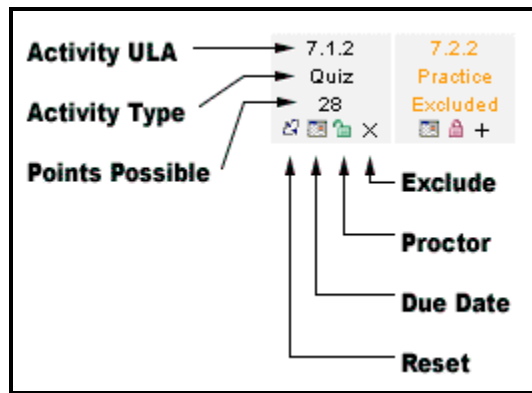 Activity ULA
7.1.2
7.2.2
Activity Type
Quiz
Practice
Points Possible
28
Excluded
Exclude
Proctor
Due Date
Reset